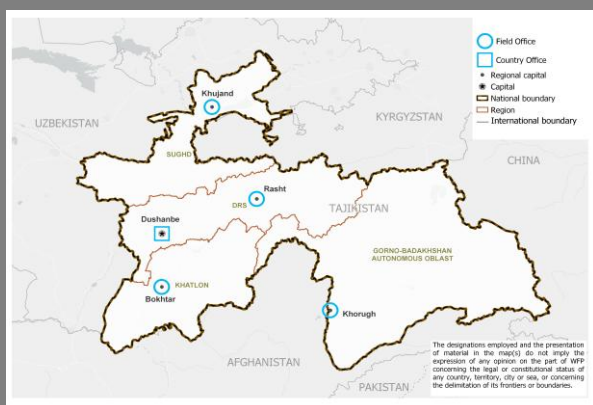 Field Office
Country Office
Regional capital
Capital
National boundary
Region
International boundary
Khujand
UZBEKISTAN
KYRGYZSTAN
CHINA
SUGHD
Rasht
DRS
TAJIKISTAN
Dushanbe
GORNO-BADAKHSHAN
AUTONOMOUS OBLAST
KHATLON
Bokhtar
Khorugh
AFGHANISTAN
PAKISTAN
The designations employed and the presentation
of material in the map(s) do not imply the
expression of any opinion on the part of WFP
concerning the legal or constitutional status of
any country, territory, city or sea, or concerning
the delimitation of its frontiers or boundaries.